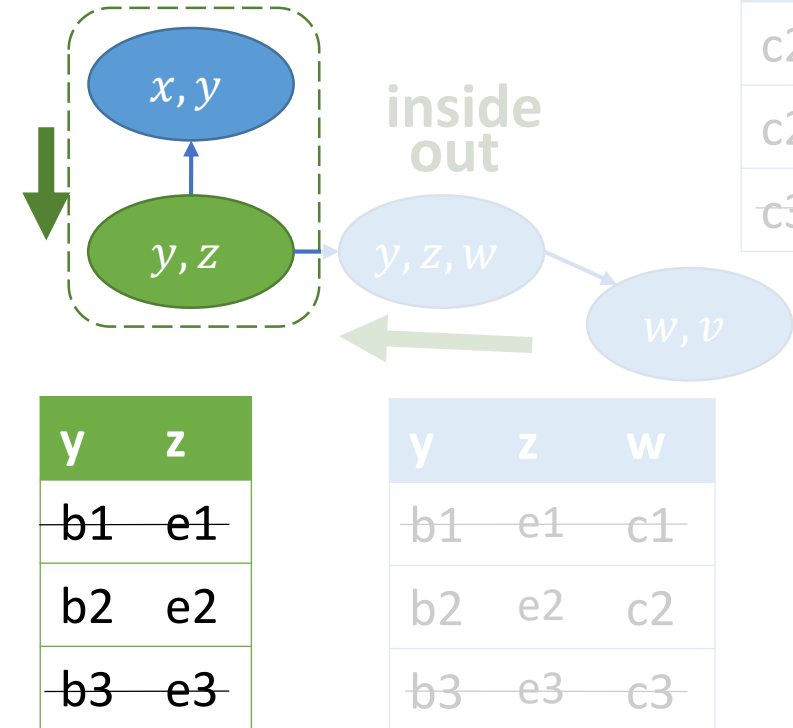 x, y
inside
out
y, z
y, z, w
w, v
y z
b1 e1
b2 e2
b3 e3
y z w
b1 e1 c1
b2 e2 c2
b3 e3 c3